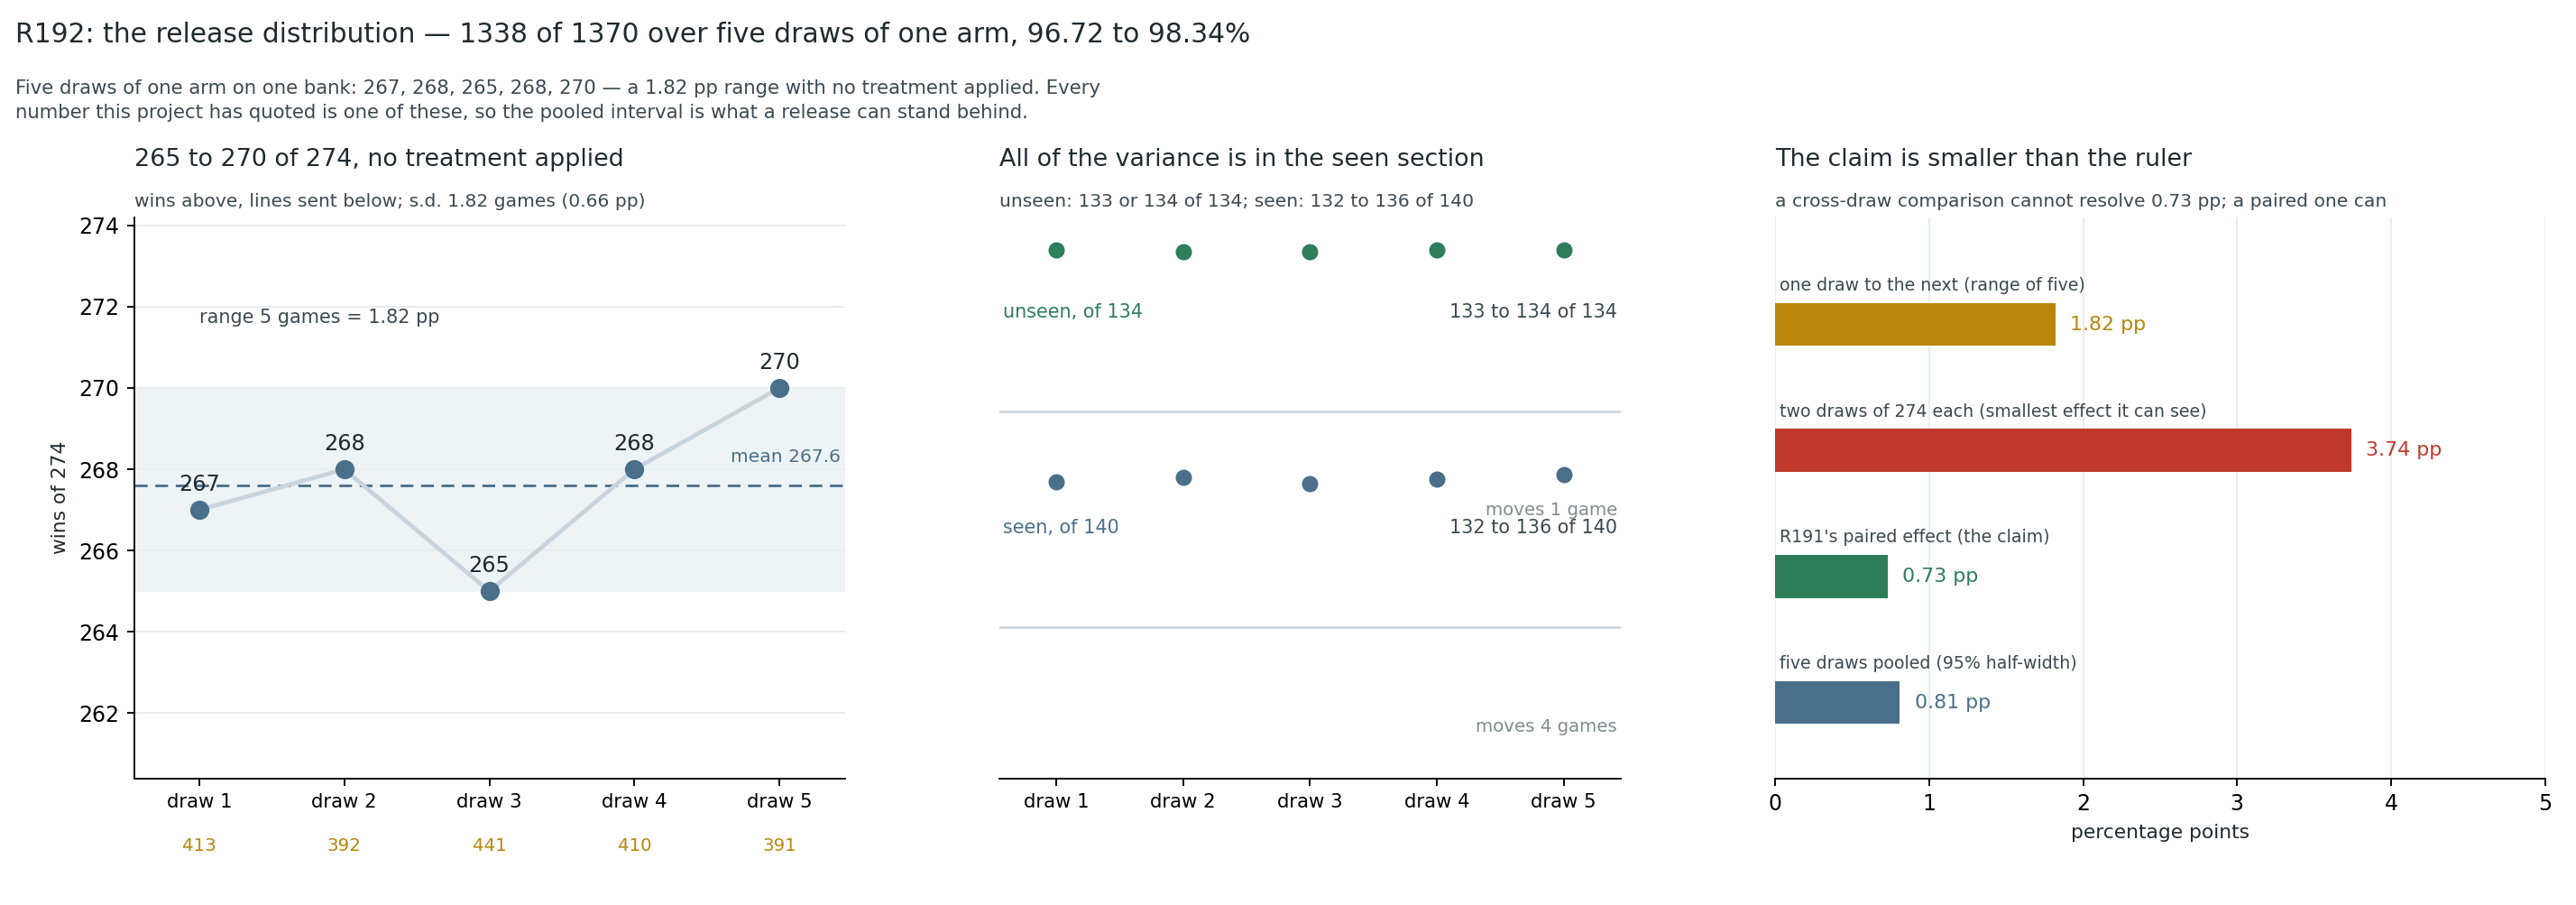 R192: the release distribution — 1338 of 1370 over five draws of one arm, 96.72 to 98.34%
Five draws of one arm on one bank: 267, 268, 265, 268, 270 — a 1.82 pp range with no treatment applied. Every
number this project has quoted is one of these, so the pooled interval is what a release can stand behind.
265 to 270 of 274, no treatment applied
wins above, lines sent below; s.d. 1.82 games (0.66 pp)
wins of 274
274
272
270
268
266
264
262
range 5 games = 1.82 pp
267
268
265
268
270
mean 267.6
draw 1
draw 2
draw 3
draw 4
draw 5
413
392
441
410
391
All of the variance is in the seen section
unseen: 133 or 134 of 134; seen: 132 to 136 of 140
unseen, of 134
133 to 134 of 134
moves 1 game
seen, of 140
132 to 136 of 140
moves 4 games
draw 1
draw 2
draw 3
draw 4
draw 5
The claim is smaller than the ruler
a cross-draw comparison cannot resolve 0.73 pp; a paired one can
one draw to the next (range of five)
1.82 pp
two draws of 274 each (smallest effect it can see)
3.74 pp
R191's paired effect (the claim)
0.73 pp
five draws pooled (95% half-width)
0.81 pp
0
1
2
3
4
5
percentage points